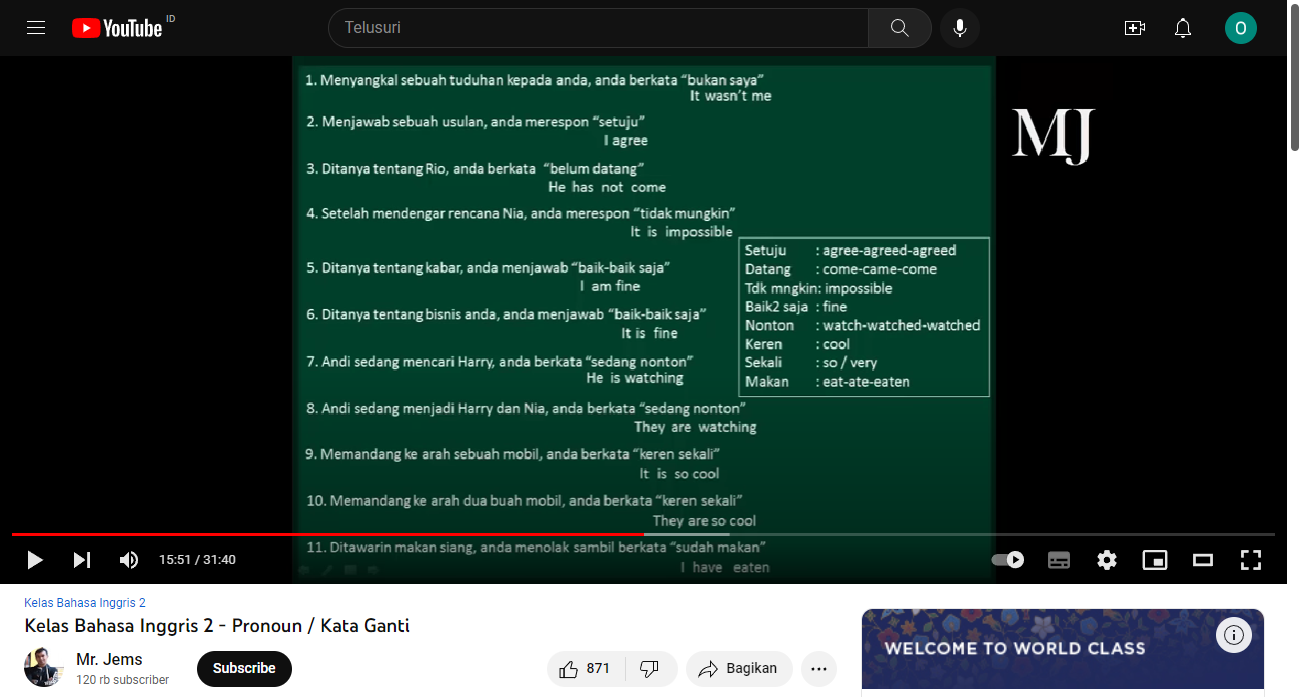 YouTube ID
Telusuri
O
1. Menyangkal sebuah tuduhan kepada anda, anda berkata “bukan saya”
It wasn’t me
MJ
2. Menjawab sebuah usulan, anda merespon “setuju”
I agree
3. Ditanya tentang Rio, anda berkata “belum datang”
He has not come
4. Setelah mendengar rencana Nia, anda merespon “tidak mungkin”
It is impossible
5. Ditanya tentang kabar, anda menjawab “baik-baik saja”
I am fine
6. Ditanya tentang bisnis anda, anda menjawab “baik-baik saja”
It is fine
7. Andi sedang mencari Harry, anda berkata “sedang nonton”
He is watching
8. Andi sedang menjadi Harry dan Nia, anda berkata “sedang nonton”
They are watching
9. Memandang ke arah sebuah mobil, anda berkata “keren sekali”
It is so cool
10. Memandang ke arah dua buah mobil, anda berkata “keren sekali”
They are so cool
11. Ditawarin makan siang, anda menolak sambil berkata “sudah makan”
I have eaten
Setuju : agree-agreed-agreed
Datang : come-came-come
Tdk mngkin: impossible
Baik2 saja : fine
Nonton : watch-watched-watched
Keren : cool
Sekali : so / very
Makan : eat-ate-eaten
15:51 / 31:40
Kelas Bahasa Inggris 2
Kelas Bahasa Inggris 2 - Pronoun / Kata Ganti
Mr. Jems
120 rb subscriber
Subscribe
871
Bagikan
WELCOME TO WORLD CLASS